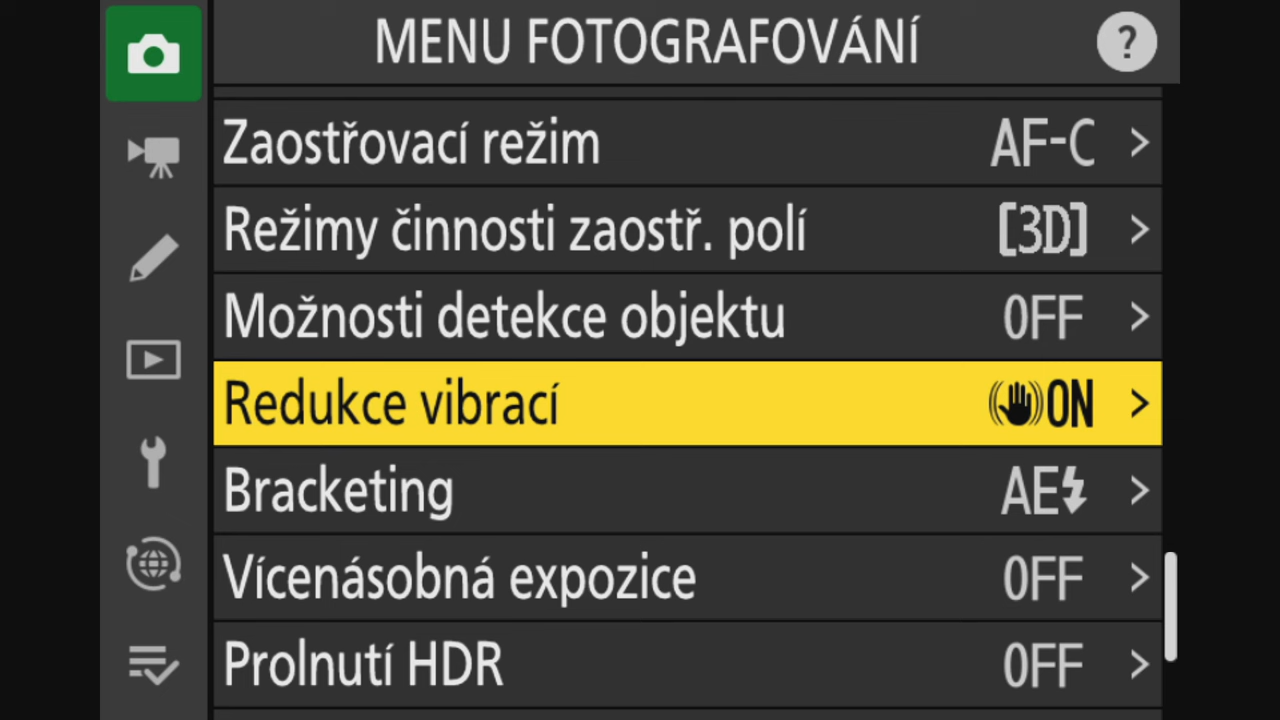 MENU FOTOGRAFOVÁNÍ ?
Zaostřovací režim AF-C >
Režimy činnosti zaostř. polí [3D] >
Možnosti detekce objektu OFF >
Redukce vibrací ON >
Bracketing AE >
Vícenásobná expozice OFF >
Prolnutí HDR OFF >